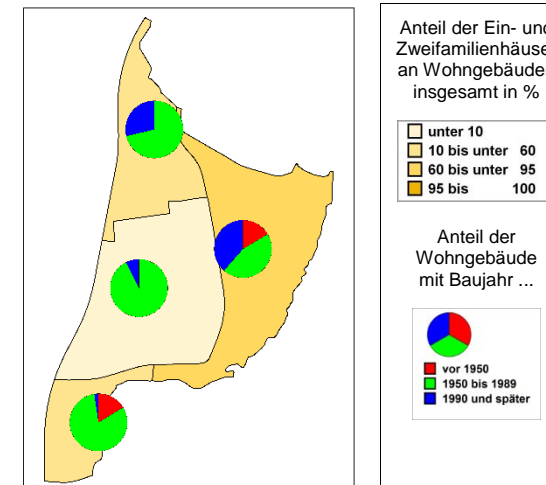 Anteil der Ein- und
Zweifamilienhäuse
an Wohngebäude
insgesamt in %
unter 10
10 bis unter 60
60 bis unter 95
95 bis 100
Anteil der
Wohngebäude
mit Baujahr ...
vor 1950
1950 bis 1989
1990 und später